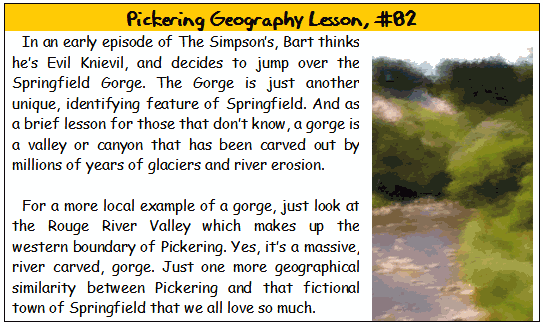 Pickering Geography Lesson, #82
In an early episode of The Simpson's, Bart thinks
he's Evil Knievil, and decides to jump over the
Springfield Gorge. The Gorge is just another
unique, identifying feature of Springfield. And as
a brief lesson for those that don't know, a gorge is
a valley or canyon that has been carved out by
millions of years of glaciers and river erosion.
For a more local example of a gorge, just look at
the Rouge River Valley which makes up the
western boundary of Pickering. Yes, it's a massive,
river carved, gorge. Just one more geographical
similarity between Pickering and that fictional
town of Springfield that we all love so much.